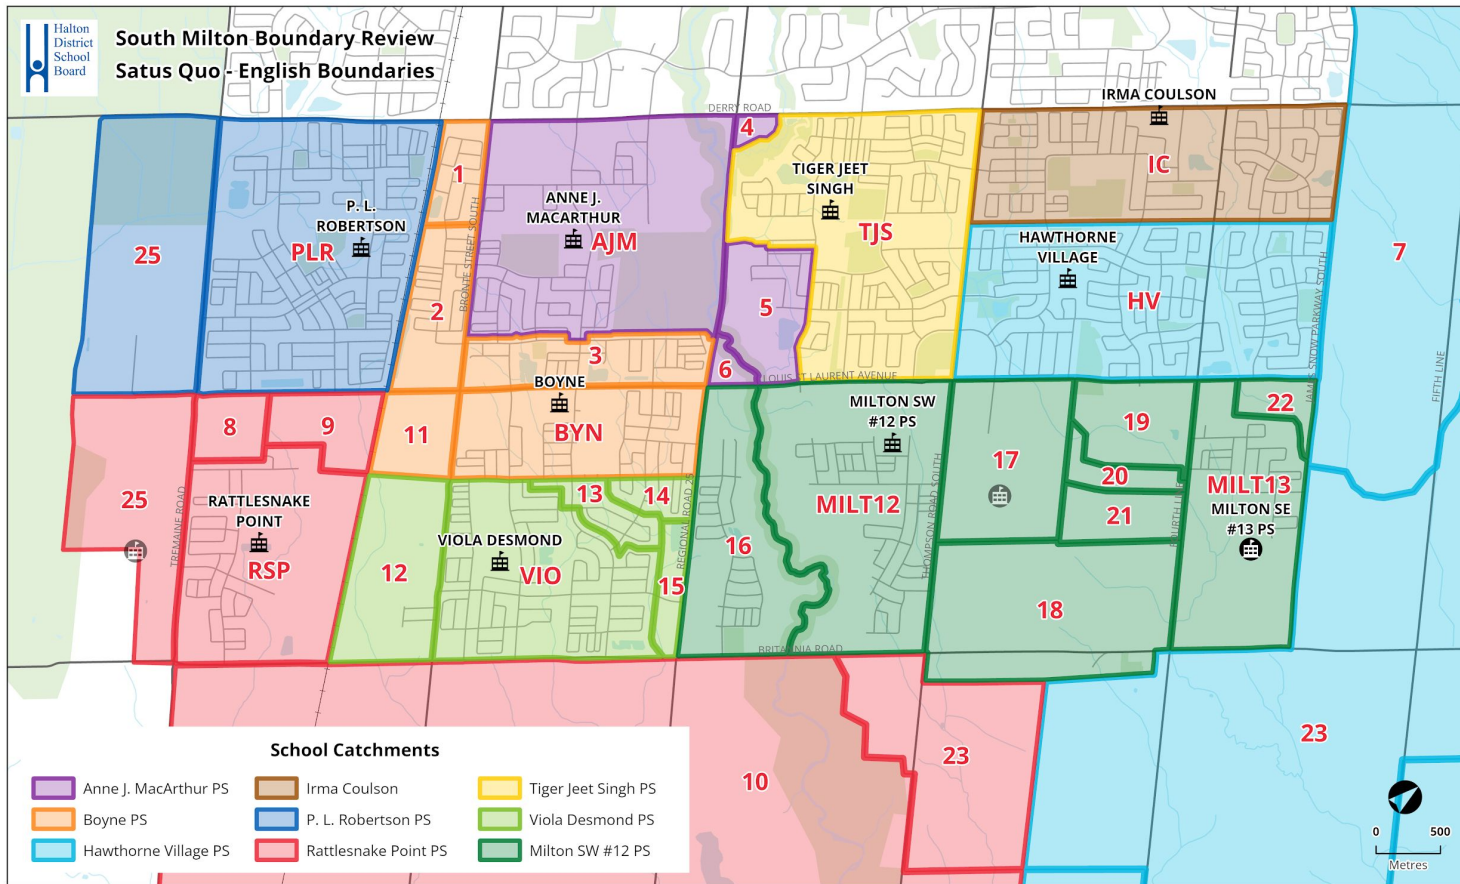 Halton
District
School
Board
South Milton Boundary Review
Satus Quo - English Boundaries
DERRY ROAD
IRMA COULSON
4
1
IC
TIGER JEET
SINGH
P. L.
ROBERTSON
ANNE J.
MACARTHUR
25
PLR
AJM
TJS
HAWTHORNE
VILLAGE
7
BRONTE STREET SOUTH
HV
2
5
JAMES SNOW PARKWAY SOUTH
3
6
LOUIS ST LAURENT AVENUE
FIFTH LINE
BOYNE
MILTON SW
#12 PS
22
8
9
11
BYN
19
17
20
25
RATTLESNAKE
POINT
13
14
MILT12
MILT13
MILTON SE
#13 PS
21
TREMAINE ROAD
REGIONAL ROAD 25
THOMPSON ROAD SOUTH
FOURTH LINE
VIOLA DESMOND
16
RSP
12
VIO
15
18
BRITANNIA ROAD
23
10
23
School Catchments
Anne J. MacArthur PS
Irma Coulson
Tiger Jeet Singh PS
Boyne PS
P. L. Robertson PS
Viola Desmond PS
Hawthorne Village PS
Rattlesnake Point PS
Milton SW #12 PS
0 500
Metres